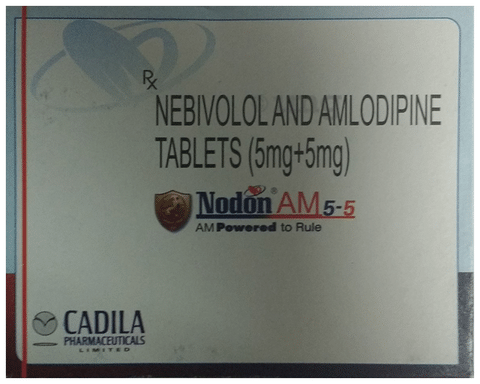 Rx
NEBIVOLOL AND AMLODIPINE
TABLETS (5mg+5mg)
Nodon® AM 5-5
AM Powered to Rule
CADILA
PHARMACEUTICALS
LIMITED